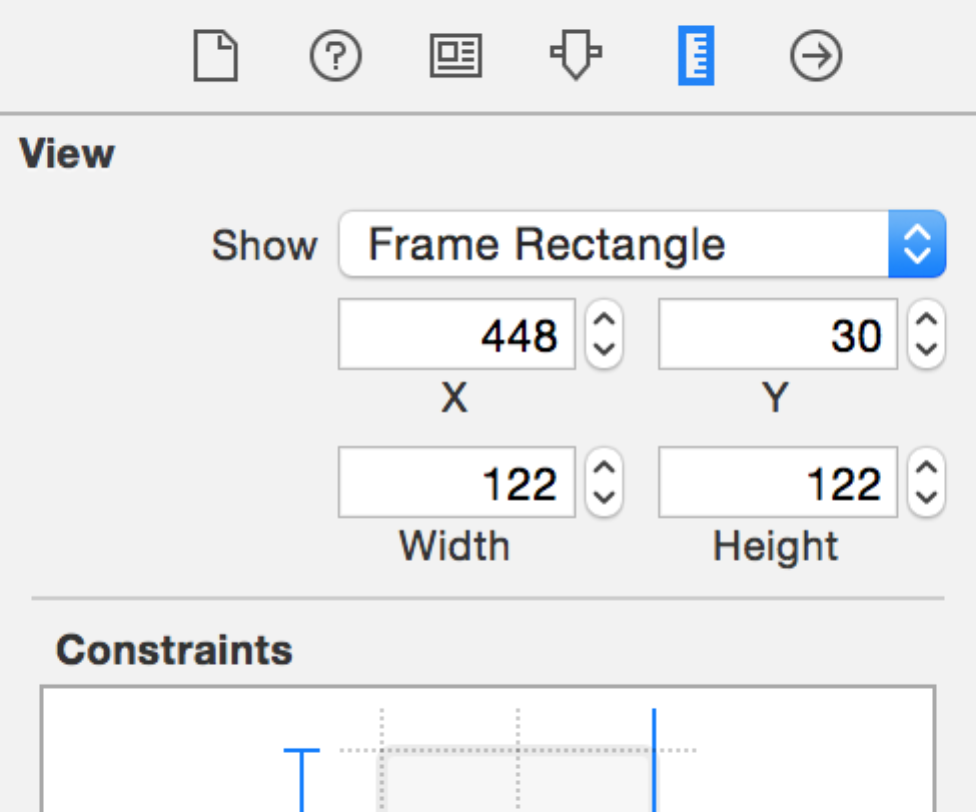 ?
View
Show Frame Rectangle
448 30
X Y
122 122
Width Height
Constraints